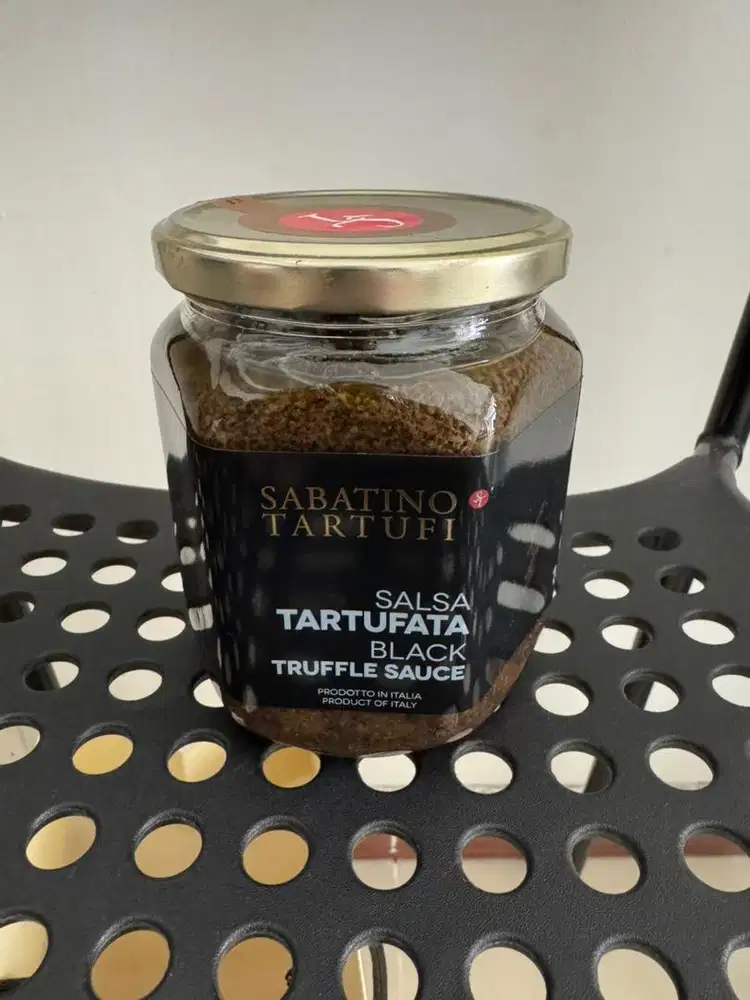 SABATINO
TARTUFI
SALSA
TARTUFATA
BLACK
TRUFFLE SAUCE
PRODOTTO IN ITALIA
PRODUCT OF ITALY